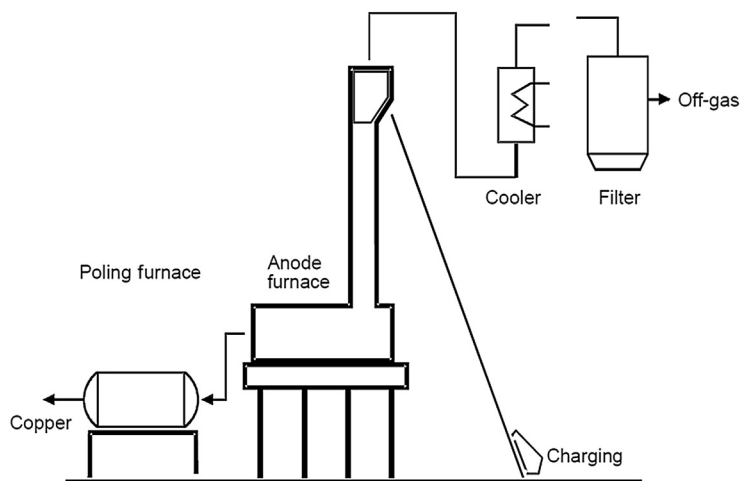 Off-gas
Cooler
Filter
Anode
furnace
Poling furnace
Copper
Charging